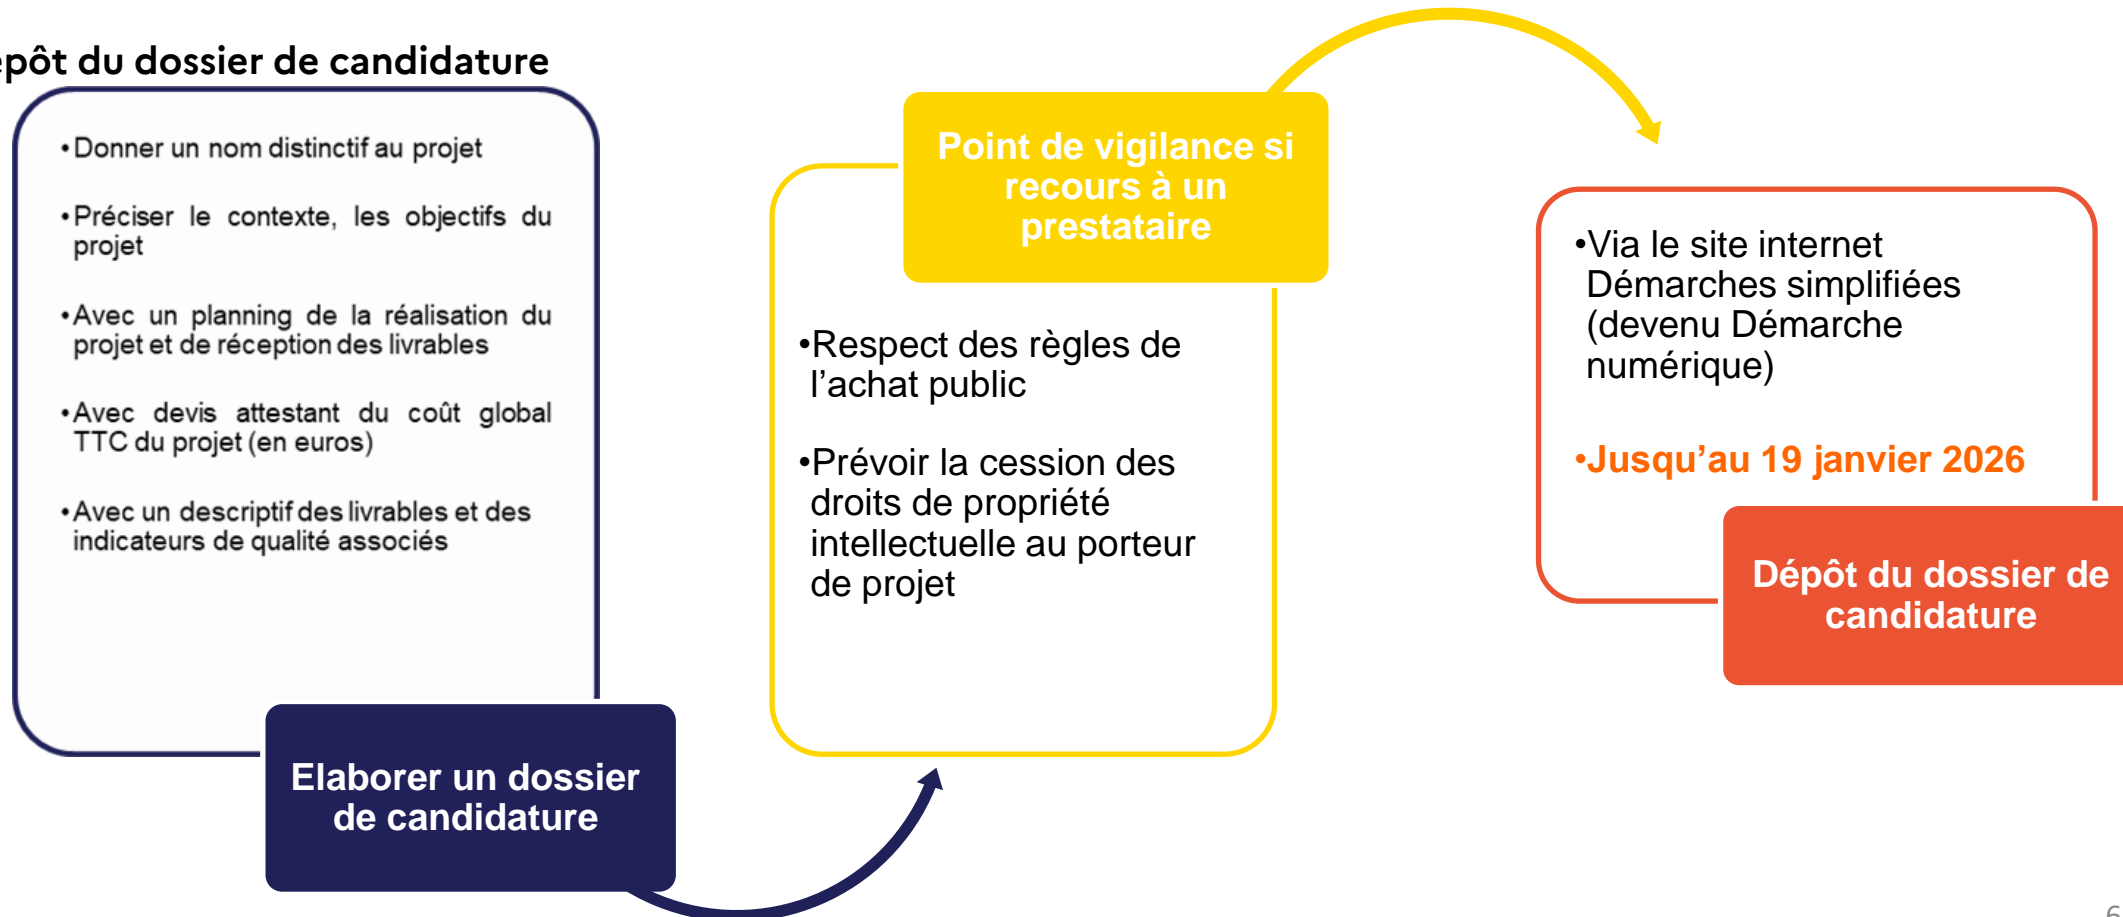 épôt du dossier de candidature
•Donner un nom distinctif au projet
•Préciser le contexte, les objectifs du
projet
•Avec un planning de la réalisation du
projet et de réception des livrables
•Avec devis attestant du coût global
TTC du projet (en euros)
•Avec un descriptif des livrables et des
indicateurs de qualité associés
Elaborer un dossier
de candidature
Point de vigilance si
recours à un
prestataire
•Respect des règles de
l’achat public
•Prévoir la cession des
droits de propriété
intellectuelle au porteur
de projet
•Via le site internet
Démarches simplifiées
(devenu Démarche
numérique)
•Jusqu’au 19 janvier 2026
Dépôt du dossier de
candidature
6